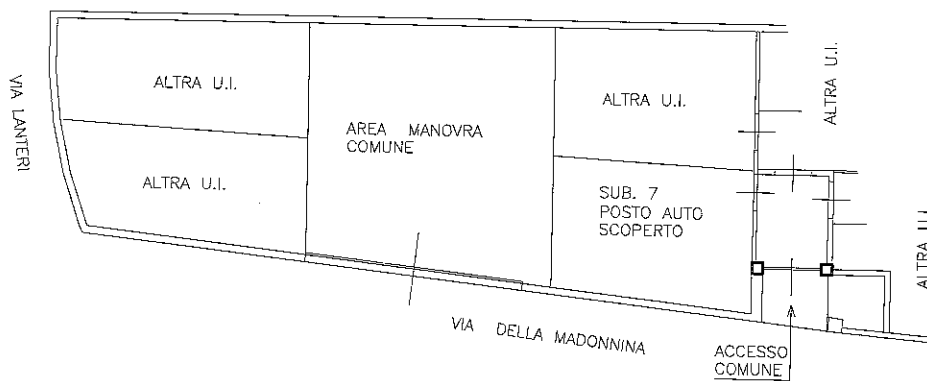 VIA LANTERI
ALTRA U.I.
ALTRA U.I.
AREA MANOVRA
COMUNE
ALTRA U.I.
SUB. 7
POSTO AUTO
SCOPERTO
ALTRA U.I.
ALTRA U.I.
VIA DELLA MADONNINA
ACCESSO
COMUNE